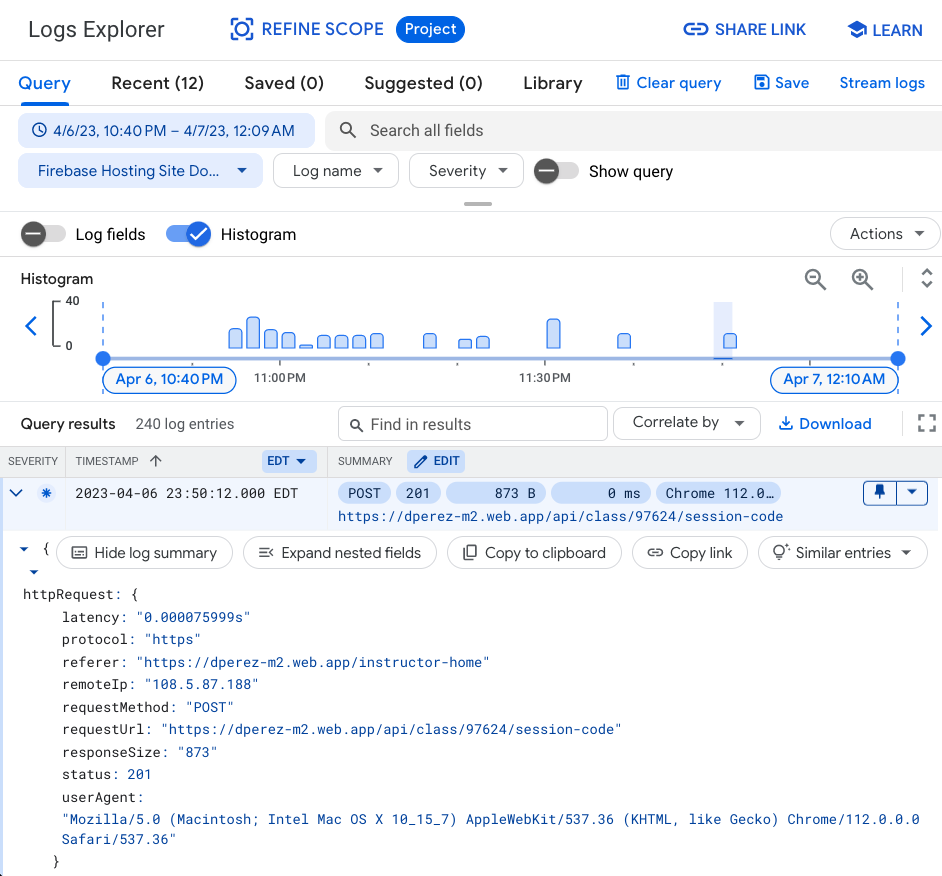 Logs Explorer REFINE SCOPE Project SHARE LINK LEARN
Query Recent (12) Saved (0) Suggested (0) Library Clear query Save Stream logs
4/6/23, 10:40 PM – 4/7/23, 12:09 AM Search all fields
Firebase Hosting Site Do... Log name Severity Show query
Log fields Histogram Actions
Histogram
40
0
11:00 PM 11:30 PM
Apr 6, 10:40 PM Apr 7, 12:10 AM
Query results 240 log entries Find in results Correlate by Download
SEVERITY TIMESTAMP EDT SUMMARY EDIT
2023-04-06 23:50:12.000 EDT POST 201 873 B 0 ms Chrome 112.0…
https://dperez-m2.web.app/api/class/97624/session-code
{ Hide log summary Expand nested fields Copy to clipboard Copy link Similar entries
httpRequest: {
latency: "0.000075999s"
protocol: "https"
referer: "https://dperez-m2.web.app/instructor-home"
remoteIp: "108.5.87.188"
requestMethod: "POST"
requestUrl: "https://dperez-m2.web.app/api/class/97624/session-code"
responseSize: "873"
status: 201
userAgent:
"Mozilla/5.0 (Macintosh; Intel Mac OS X 10_15_7) AppleWebKit/537.36 (KHTML, like Gecko) Chrome/112.0.0.0
Safari/537.36"
}